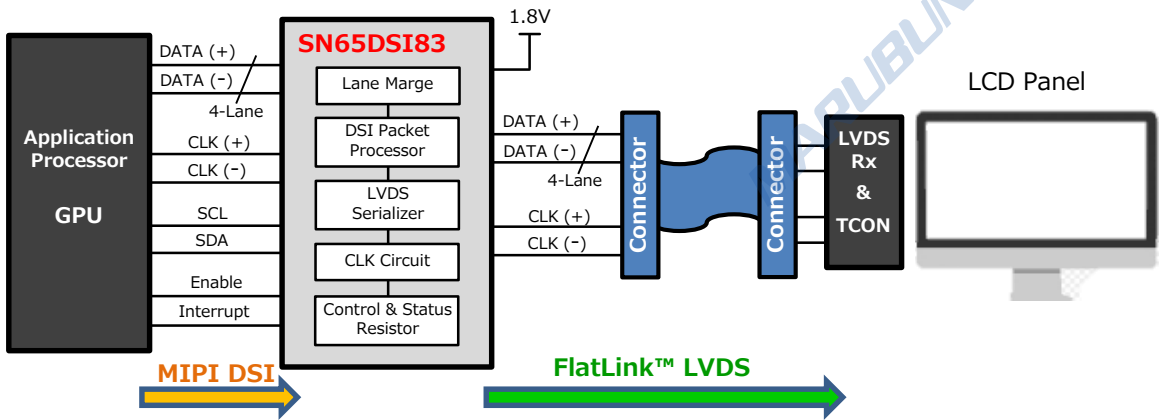 Application
Processor
GPU
DATA (+)
DATA (-)
4-Lane
CLK (+)
CLK (-)
SCL
SDA
Enable
Interrupt
MIPI DSI
SN65DSI83
Lane Marge
DSI Packet
Processor
LVDS
Serializer
CLK Circuit
Control & Status
Resistor
1.8V
DATA (+)
DATA (-)
4-Lane
CLK (+)
CLK (-)
FlatLink™ LVDS
Connector
Connector
LVDS
Rx
&
TCON
LCD Panel